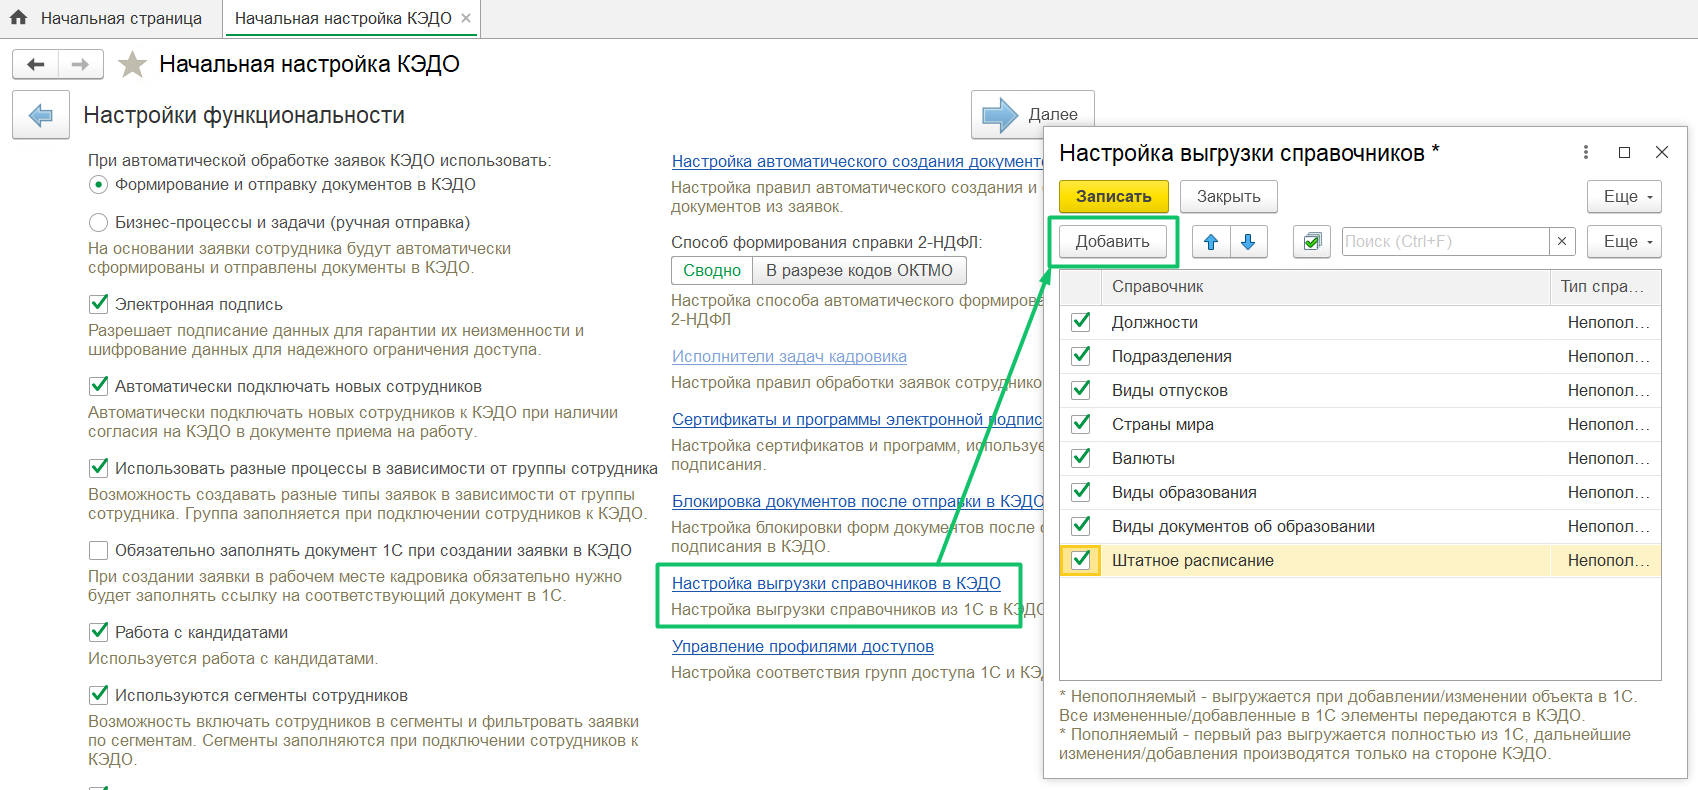 Начальная страница
Начальная настройка КЭДО
Начальная настройка КЭДО
Настройки функциональности
Далее
При автоматической обработке заявок КЭДО использовать:
Формирование и отправку документов в КЭДО
Бизнес-процессы и задачи (ручная отправка)
На основании заявки сотрудника будут автоматически
сформированы и отправлены документы в КЭДО.
Электронная подпись
Разрешает подписание данных для гарантии их неизменности и
шифрование данных для надежного ограничения доступа.
Автоматически подключать новых сотрудников
Автоматически подключать новых сотрудников к КЭДО при наличии
согласия на КЭДО в документе приема на работу.
Использовать разные процессы в зависимости от группы сотрудника
Возможность создавать разные типы заявок в зависимости от группы
сотрудника. Группа заполняется при подключении сотрудников к КЭДО.
Обязательно заполнять документ 1С при создании заявки в КЭДО
При создании заявки в рабочем месте кадровика обязательно нужно
будет заполнять ссылку на соответствующий документ в 1С.
Работа с кандидатами
Используется работа с кандидатами.
Используются сегменты сотрудников
Возможность включать сотрудников в сегменты и фильтровать заявки
по сегментам. Сегменты заполняются при подключении сотрудников к
КЭДО.
Настройка автоматического создания документо
Настройка правил автоматического создания и
документов из заявок.
Способ формирования справки 2-НДФЛ:
Сводно
В разрезе кодов ОКТМО
Настройка способа автоматического формирова
2-НДФЛ
Исполнители задач кадровика
Настройка правил обработки заявок сотруднико
Сертификаты и программы электронной подпис
Настройка сертификатов и программ, используе
подписания.
Блокировка документов после отправки в КЭДО
Настройка блокировки форм документов после
подписания в КЭДО.
Настройка выгрузки справочников в КЭДО
Настройка выгрузки справочников из 1С в КЭДО
Управление профилями доступов
Настройка соответствия групп доступа 1С и КЭД
Настройка выгрузки справочников *
Записать
Закрыть
Еще
Добавить
Поиск (Ctrl+F)
Еще
Справочник Тип спра...
Должности Непопол...
Подразделения Непопол...
Виды отпусков Непопол...
Страны мира Непопол...
Валюты Непопол...
Виды образования Непопол...
Виды документов об образовании Непопол...
Штатное расписание Непопол...
* Непополняемый - выгружается при добавлении/изменении объекта в 1С.
Все измененные/добавленные в 1С элементы передаются в КЭДО.
* Пополняемый - первый раз выгружается полностью из 1С, дальнейшие
изменения/добавления производятся только на стороне КЭДО.